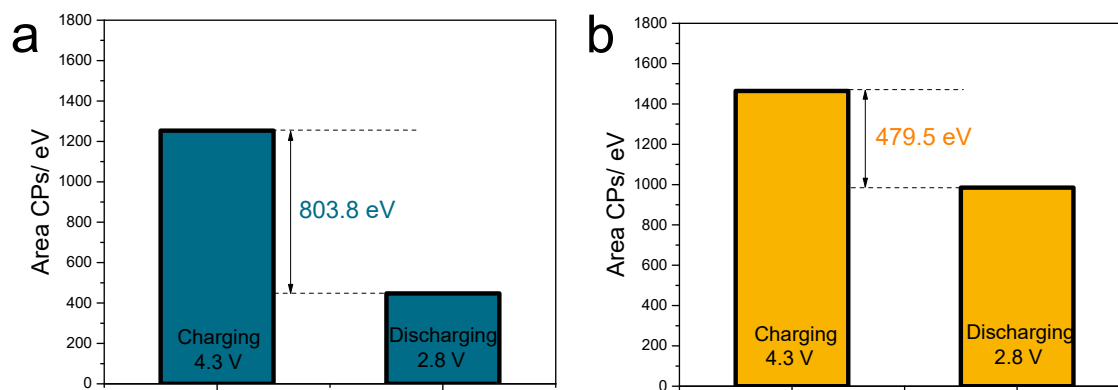 a
Area CPs/ eV
1800
1600
1400
1200
1000
800
600
400
200
0
803.8 eV
Charging
4.3 V
Discharging
2.8 V
b
Area CPs/ eV
1800
1600
1400
1200
1000
800
600
400
200
0
479.5 eV
Charging
4.3 V
Discharging
2.8 V